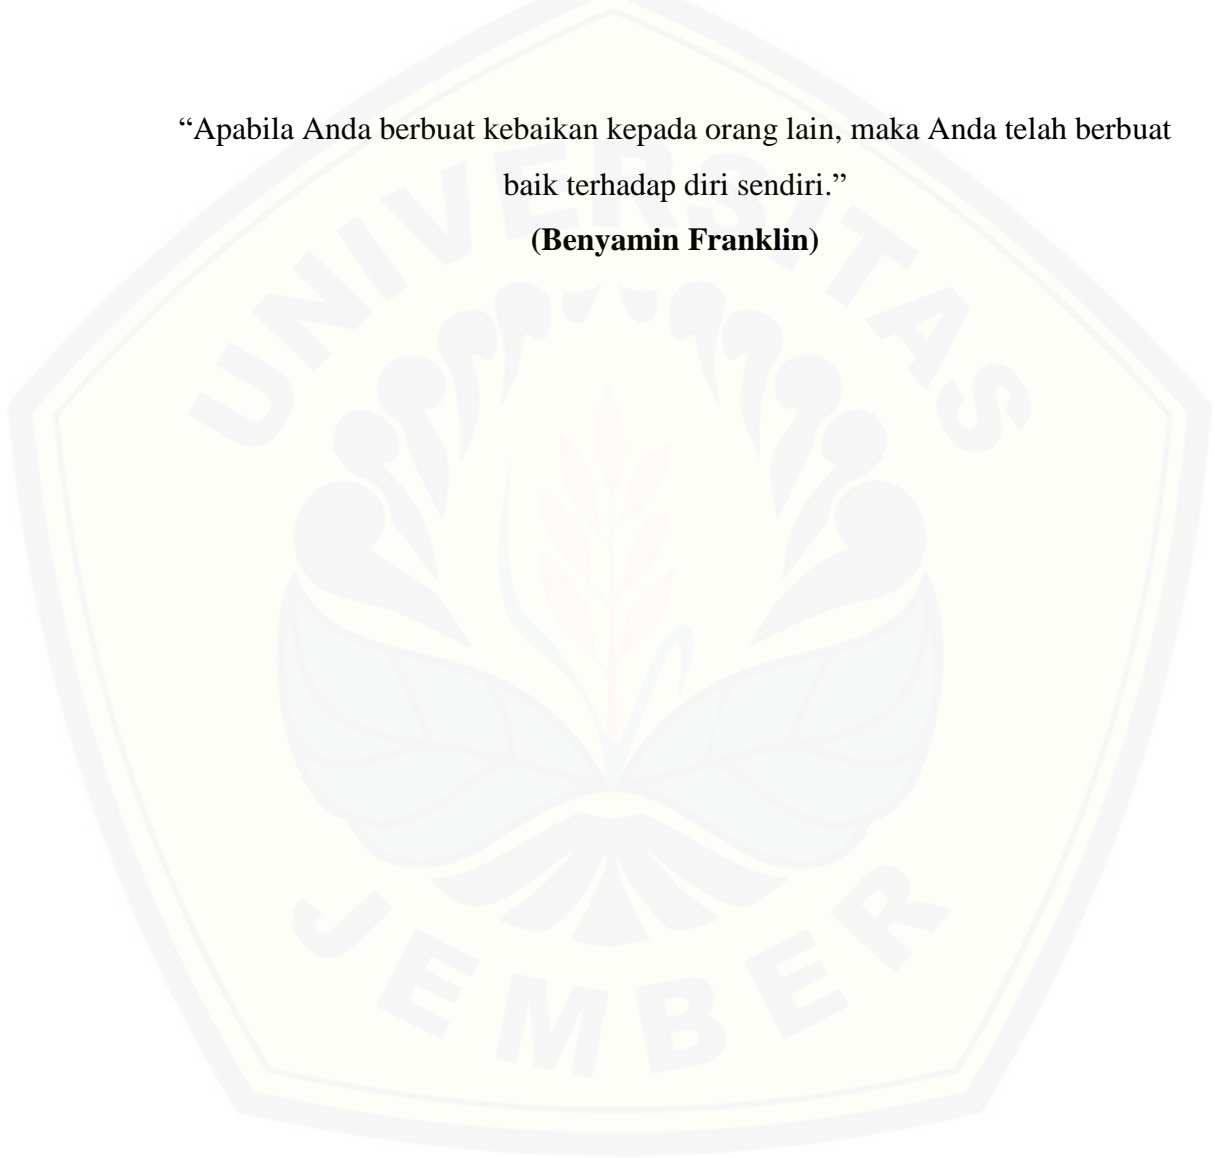 “Apabila Anda berbuat kebaikan kepada orang lain, maka Anda telah berbuat
baik terhadap diri sendiri.”
(Benyamin Franklin)
UNIVERSITAS
JEMBER